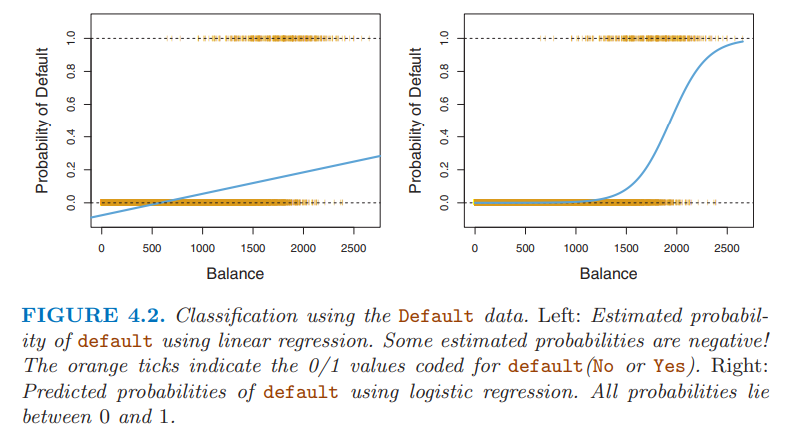 Probability of Default
0.0 0.2 0.4 0.6 0.8 1.0
0 500 1000 1500 2000 2500
Balance
Probability of Default
0.0 0.2 0.4 0.6 0.8 1.0
0 500 1000 1500 2000 2500
Balance
FIGURE 4.2. Classification using the Default data. Left: Estimated probabil-
ity of default using linear regression. Some estimated probabilities are negative!
The orange ticks indicate the 0/1 values coded for default(No or Yes). Right:
Predicted probabilities of default using logistic regression. All probabilities lie
between 0 and 1.